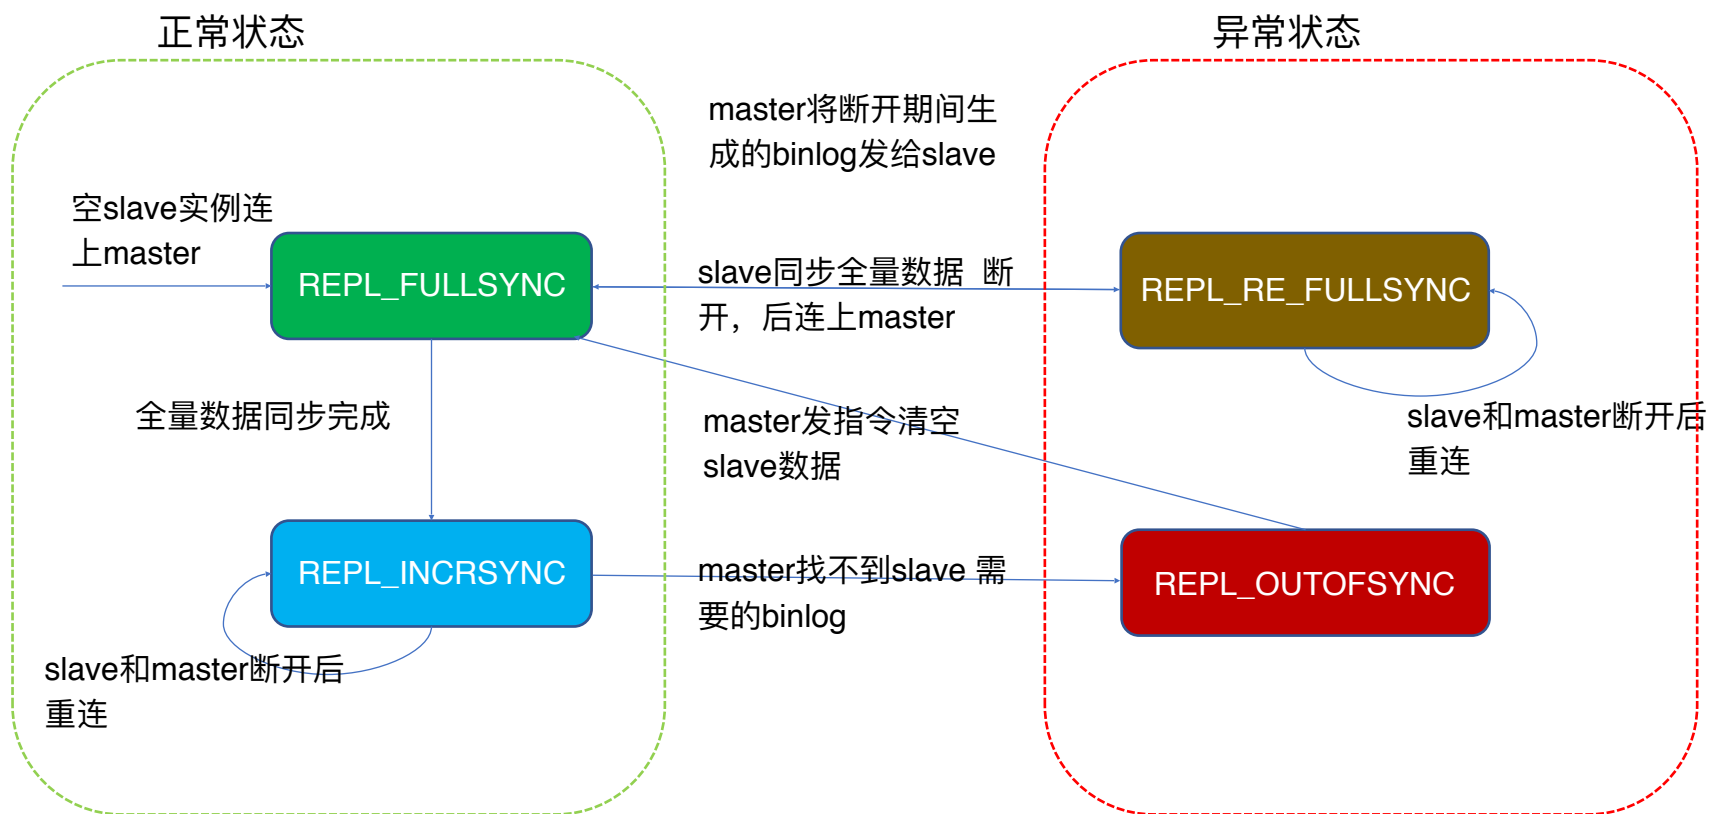 正常状态
异常状态
master将断开期间生
成的binlog发给slave
空slave实例连
上master
REPL_FULLSYNC
slave同步全量数据 断
开，后连上master
REPL_RE_FULLSYNC
全量数据同步完成
master发指令清空
slave数据
slave和master断开后
重连
REPL_INCRSYNC
master找不到slave 需
要的binlog
REPL_OUTOFSYNC
slave和master断开后
重连